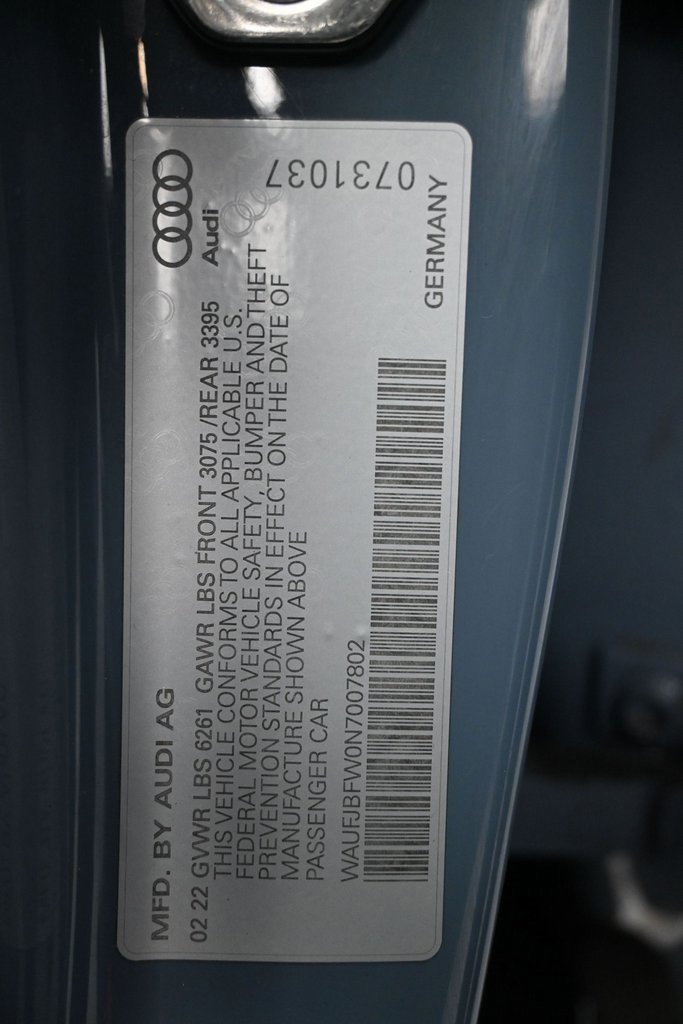 MFD. BY AUDI AG
Audi
02 22 GVWR LBS 6261 GAWR LBS FRONT 3075 /REAR 3395
THIS VEHICLE CONFORMS TO ALL APPLICABLE U.S.
FEDERAL MOTOR VEHICLE SAFETY, BUMPER AND THEFT
PREVENTION STANDARDS IN EFFECT ON THE DATE OF
MANUFACTURE SHOWN ABOVE
PASSENGER CAR
WAUFJBFW0N7007802
GERMANY
0731037